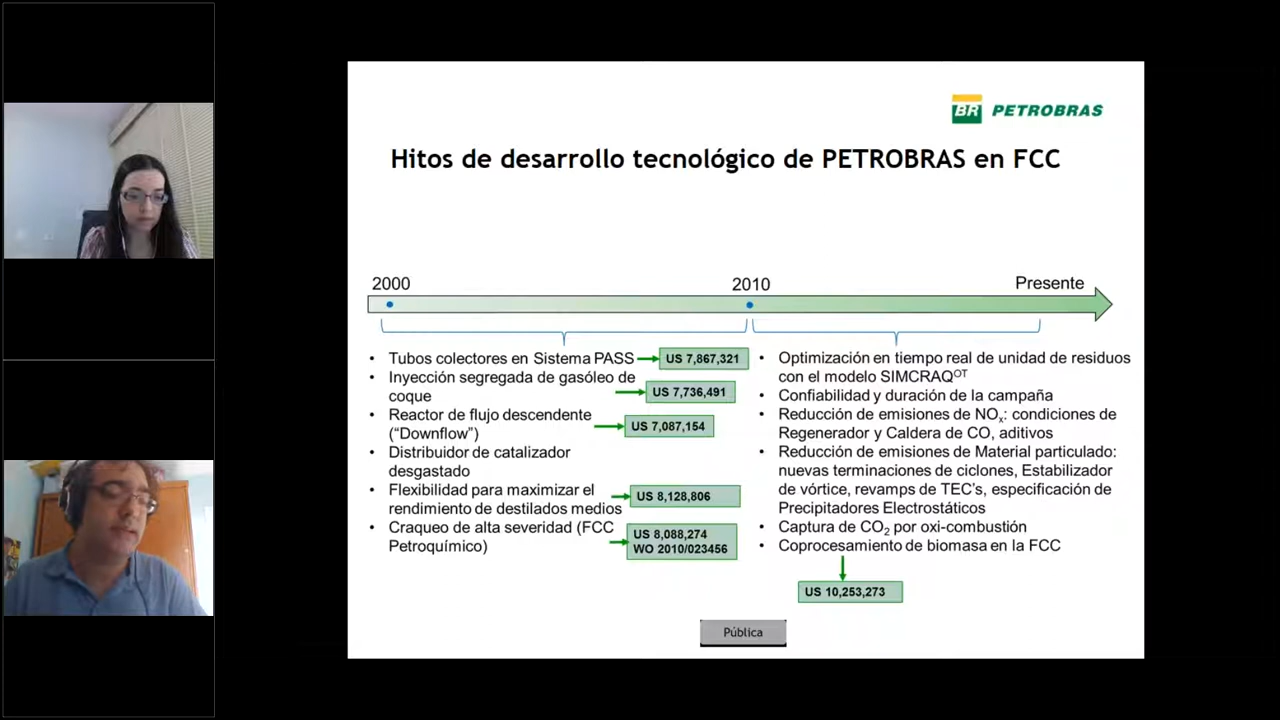 BR PETROBRAS
Hitos de desarrollo tecnológico de PETROBRAS en FCC
2000
2010
Presente
• Tubos colectores en Sistema PASS
US 7,867,321
• Inyección segregada de gasóleo de
coque
US 7,736,491
• Reactor de flujo descendente
(“Downflow”)
US 7,087,154
• Distribuidor de catalizador
desgastado
• Flexibilidad para maximizar el
rendimiento de destilados medios
US 8,128,806
• Craqueo de alta severidad (FCC
Petroquímico)
US 8,088,274
WO 2010/023456
• Optimización en tiempo real de unidad de residuos
con el modelo SIMCRAQᴼᵀ
• Confiabilidad y duración de la campaña
• Reducción de emisiones de NOₓ: condiciones de
Regenerador y Caldera de CO, aditivos
• Reducción de emisiones de Material particulado:
nuevas terminaciones de ciclones, Estabilizador
de vórtice, revamps de TEC’s, especificación de
Precipitadores Electrostáticos
• Captura de CO₂ por oxi-combustión
• Coprocesamiento de biomasa en la FCC
US 10,253,273
Pública